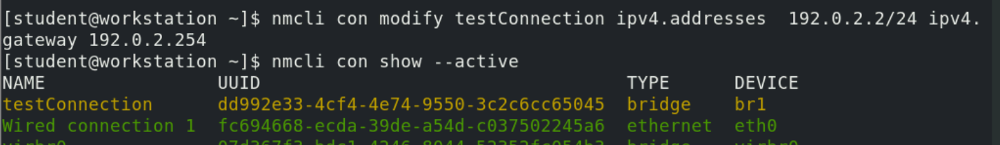 [student@workstation ~]$ nmcli con modify testConnection ipv4.addresses  192.0.2.2/24 ipv4.
gateway 192.0.2.254
[student@workstation ~]$ nmcli con show --active
NAME                UUID                                  TYPE      DEVICE
testConnection      dd992e33-4cf4-4e74-9550-3c2c6cc65045  bridge    br1
Wired connection 1  fc694668-ecda-39de-a54d-c037502245a6  ethernet  eth0